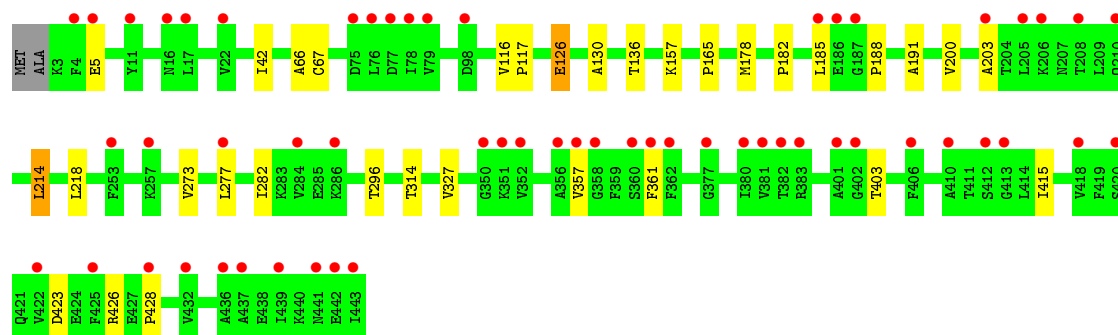 MET ALA K3 F4 E5 Y11 N16 L17 V22 I42 A66 C67 D75 L76 D77 I78 V79 D98 V116 P117 E126 A130 T136 K157 P165 M178 P182 L185 E186 G187 P188 A191 V200 A203 T204 L205 K206 N207 T208 L209 Q210
L214 L218 F253 K257 V273 L277 I282 K283 V284 E285 K286 T296 T314 V327 G350 K351 V352 A356 V357 G358 F359 S360 F361 F362 G377 I380 V381 T382 R383 A401 G402 T403 F406 A410 T411 S412 G413 L414 I415 V418 F419 S420
Q421 V422 D423 E424 F425 R426 E427 P428 V432 A436 A437 E438 I439 K440 N441 E442 I443